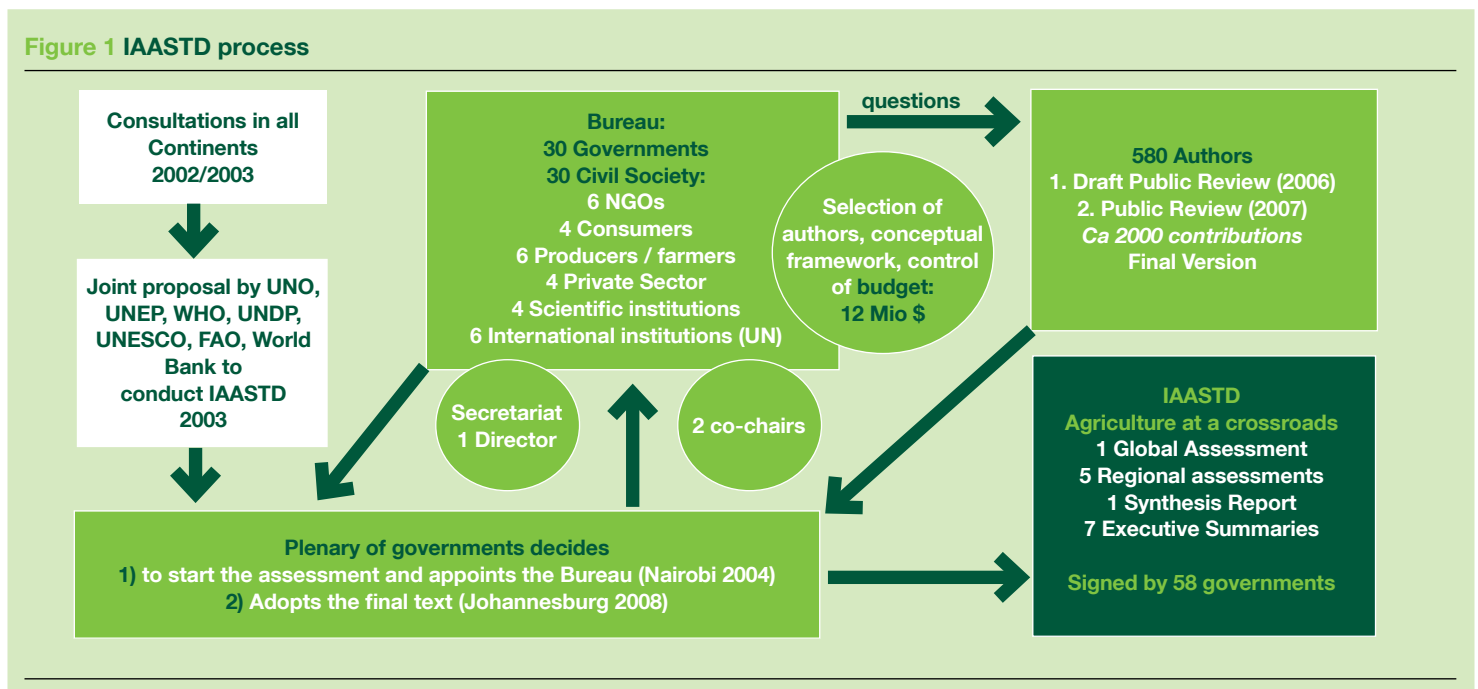 Figure 1 IAASTD process
Consultations in all
Continents
2002/2003
Joint proposal by UNO,
UNEP, WHO, UNDP,
UNESCO, FAO, World
Bank to
conduct IAASTD
2003
Bureau:
30 Governments
30 Civil Society:
6 NGOs
4 Consumers
6 Producers / farmers
4 Private Sector
4 Scientific institutions
6 International institutions (UN)
questions
Selection of
authors, conceptual
framework, control
of budget:
12 Mio $
580 Authors
1. Draft Public Review (2006)
2. Public Review (2007)
Ca 2000 contributions
Final Version
Secretariat
1 Director
2 co-chairs
Plenary of governments decides
1) to start the assessment and appoints the Bureau (Nairobi 2004)
2) Adopts the final text (Johannesburg 2008)
IAASTD
Agriculture at a crossroads
1 Global Assessment
5 Regional assessments
1 Synthesis Report
7 Executive Summaries
Signed by 58 governments